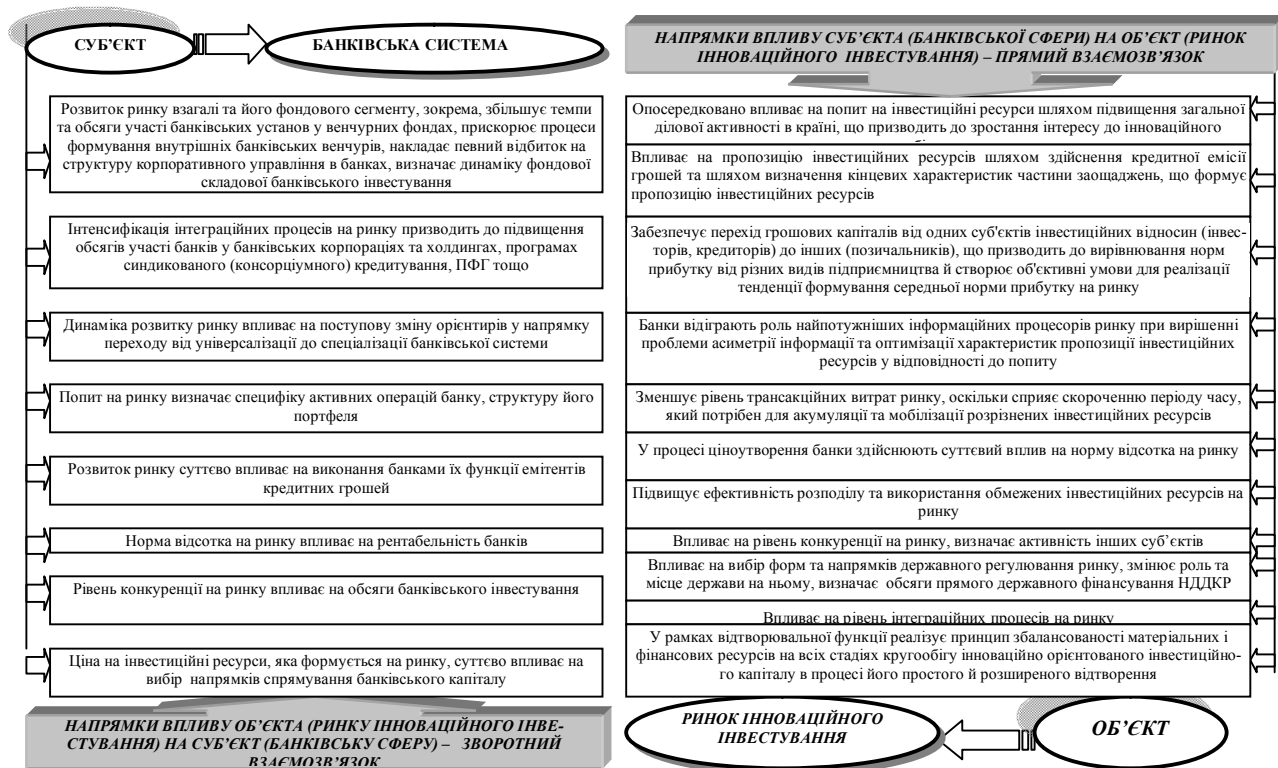 СУБ’ЄКТ
БАНКІВСЬКА СИСТЕМА
Розвиток ринку взагалі та його фондового сегменту, зокрема, збільшує темпи
та обсяги участі банківських установ у венчурних фондах, прискорює процеси
формування внутрішніх банківських венчурів, накладає певний відбиток на
структуру корпоративного управління в банках, визначає динаміку фондової
складової банківського інвестування
Інтенсифікація інтеграційних процесів на ринку призводить до підвищення
обсягів участі банків у банківських корпораціях та холдингах, програмах
синдикованого (консорціумного) кредитування, ПФГ тощо
Динаміка розвитку ринку впливає на поступову зміну орієнтирів у напрямку
переходу від універсалізації до спеціалізації банківської системи
Попит на ринку визначає специфіку активних операцій банку, структуру його
портфеля
Розвиток ринку суттєво впливає на виконання банками їх функції емітентів
кредитних грошей
Норма відсотка на ринку впливає на рентабельність банків
Рівень конкуренції на ринку впливає на обсяги банківського інвестування
Ціна на інвестиційні ресурси, яка формується на ринку, суттєво впливає на
вибір напрямків спрямування банківського капіталу
НАПРЯМКИ ВПЛИВУ ОБ’ЄКТА (РИНКУ ІННОВАЦІЙНОГО ІНВЕ-
СТУВАННЯ) НА СУБ’ЄКТ (БАНКІВСЬКУ СФЕРУ) – ЗВОРОТНИЙ
ВЗАЄМОЗВ’ЯЗОК
НАПРЯМКИ ВПЛИВУ СУБ’ЄКТА (БАНКІВСЬКОЇ СФЕРИ) НА ОБ’ЄКТ (РИНОК
ІННОВАЦІЙНОГО ІНВЕСТУВАННЯ) – ПРЯМИЙ ВЗАЄМОЗВ’ЯЗОК
Опосередковано впливає на попит на інвестиційні ресурси шляхом підвищення загальної
ділової активності в країні, що призводить до зростання інтересу до інноваційного
Впливає на пропозицію інвестиційних ресурсів шляхом здійснення кредитної емісії
грошей та шляхом визначення кінцевих характеристик частини заощаджень, що формує
пропозицію інвестиційних ресурсів
Забезпечує перехід грошових капіталів від одних суб'єктів інвестиційних відносин (інвес-
торів, кредиторів) до інших (позичальників), що призводить до вирівнювання норм
прибутку від різних видів підприємництва й створює об'єктивні умови для реалізації
тенденції формування середньої норми прибутку на ринку
Банки відіграють роль найпотужніших інформаційних процесорів ринку при вирішенні
проблеми асиметрії інформації та оптимізації характеристик пропозиції інвестиційних
ресурсів у відповідності до попиту
Зменшує рівень трансакційних витрат ринку, оскільки сприяє скороченню періоду часу,
який потрібен для акумуляції та мобілізації розрізнених інвестиційних ресурсів
У процесі ціноутворення банки здійснюють суттєвий вплив на норму відсотка на ринку
Підвищує ефективність розподілу та використання обмежених інвестиційних ресурсів на
ринку
Впливає на рівень конкуренції на ринку, визначає активність інших суб’єктів
Впливає на вибір форм та напрямків державного регулювання ринку, змінює роль та
місце держави на ньому, визначає обсяги прямого державного фінансування НДДКР
Впливає на рівень інтеграційних процесів на ринку
У рамках відтворювальної функції реалізує принцип збалансованості матеріальних і
фінансових ресурсів на всіх стадіях кругообігу інноваційно орієнтованого інвестиційно-
го капіталу в процесі його простого й розширеного відтворення
РИНОК ІННОВАЦІЙНОГО
ІНВЕСТУВАННЯ
ОБ’ЄКТ